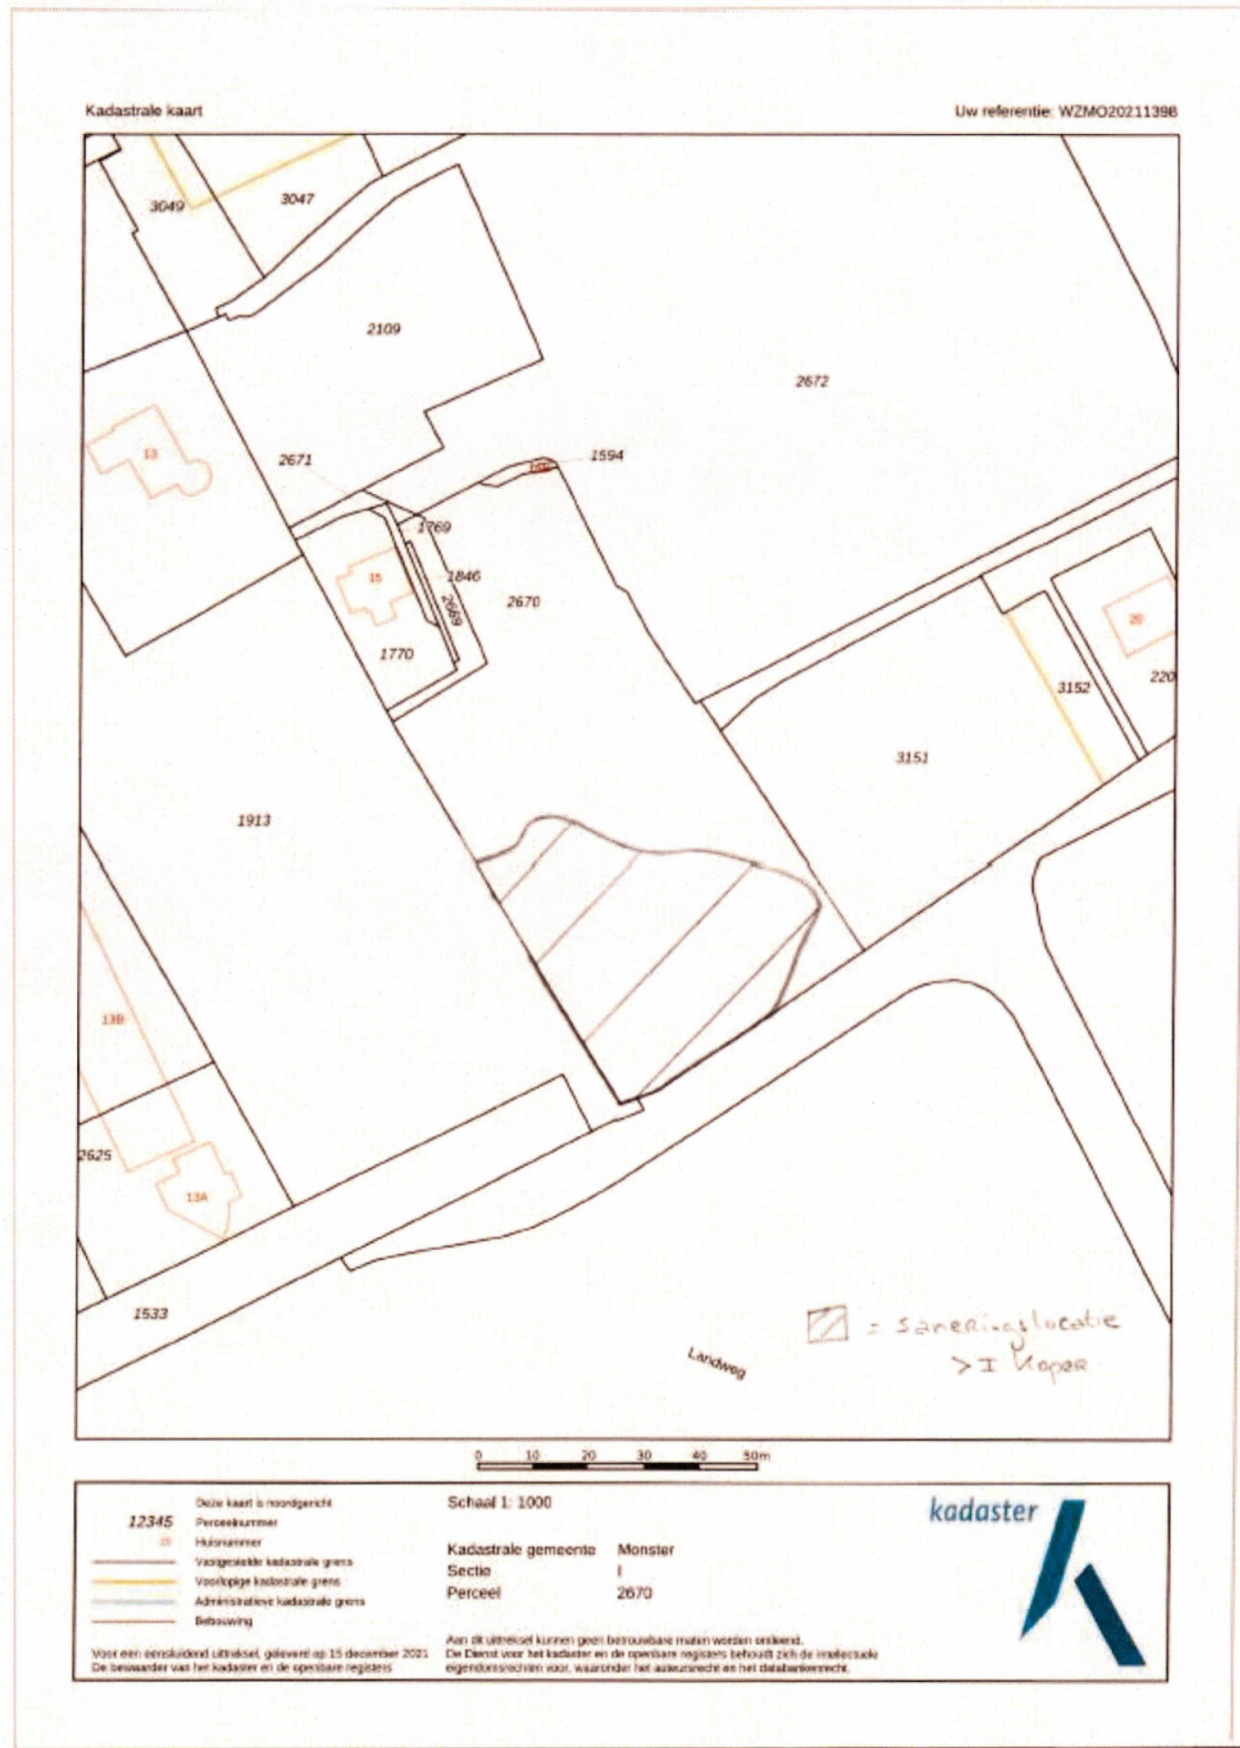 Kadastrale kaart
Uw referentie: WZMO20211398
3049
3047
2109
2672
13
2671
1594
1769
15
1846
2670
2669
20
1770
3152
220
3151
1913
13B
2625
13A
1533
= saneringslocatie
> I Koper
Landweg
0 10 20 30 40 50m
Deze kaart is noordgericht
12345 Perceelnummer
25 Huisnummer
Vastgestelde kadastrale grens
Voorlopige kadastrale grens
Administratieve kadastrale grens
Bebouwing
Voor een eensluidend uittreksel, geleverd op 15 december 2021
De bewaarder van het kadaster en de openbare registers
Schaal 1: 1000
Kadastrale gemeente Monster
Sectie I
Perceel 2670
Aan dit uittreksel kunnen geen betrouwbare maten worden ontleend.
De Dienst voor het kadaster en de openbare registers behoudt zich de intellectuele
eigendomsrechten voor, waaronder het auteursrecht en het databankenrecht.
kadaster